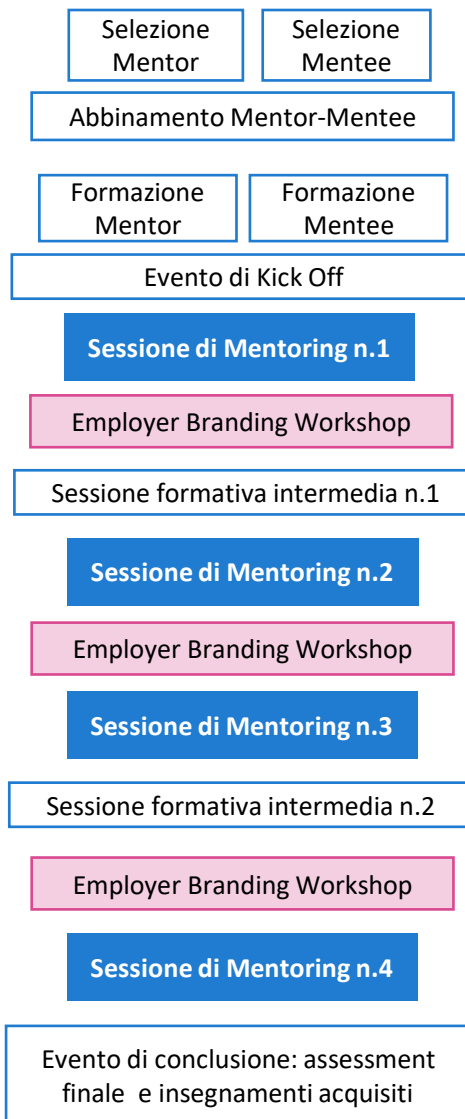 Selezione Mentor
Selezione Mentee
Abbinamento Mentor-Mentee
Formazione Mentor
Formazione Mentee
Evento di Kick Off
Sessione di Mentoring n.1
Employer Branding Workshop
Sessione formativa intermedia n.1
Sessione di Mentoring n.2
Employer Branding Workshop
Sessione di Mentoring n.3
Sessione formativa intermedia n.2
Employer Branding Workshop
Sessione di Mentoring n.4
Evento di conclusione: assessment
finale e insegnamenti acquisiti